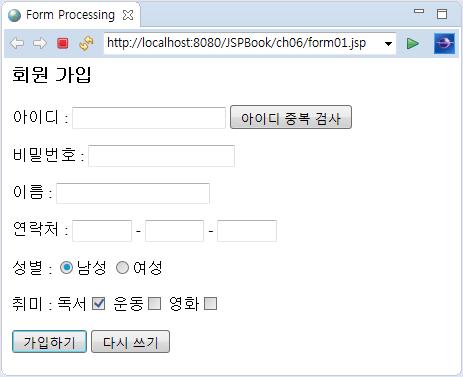 Form Processing
http://localhost:8080/JSPBook/ch06/form01.jsp
회원 가입
아이디 : 아이디 중복 검사
비밀번호 :
이름 :
연락처 : - -
성별 : 남성 여성
취미 : 독서 운동 영화
가입하기 다시 쓰기